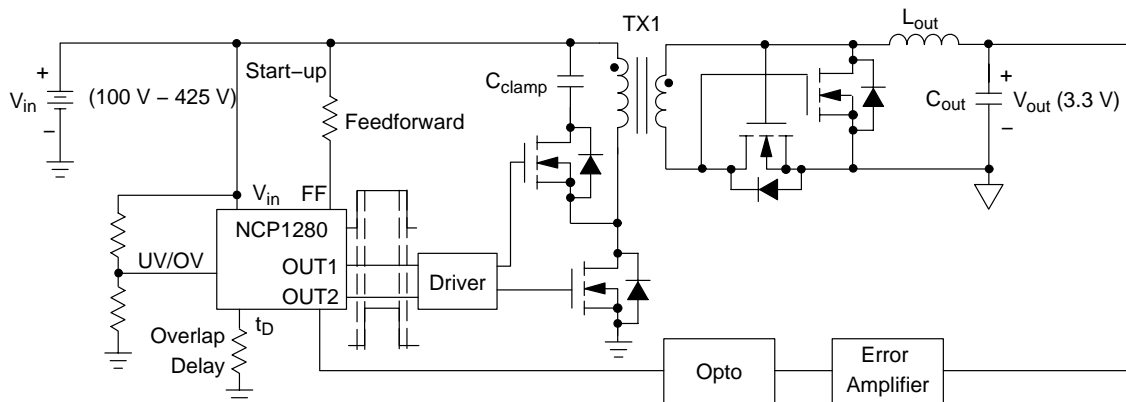 TX1
Lout
Start–up
Cclamp
+
Vin
–
(100 V – 425 V)
Feedforward
Cout
+
Vout (3.3 V)
–
Vin
FF
NCP1280
UV/OV
OUT1
OUT2
Driver
tD
Overlap
Delay
Opto
Error
Amplifier